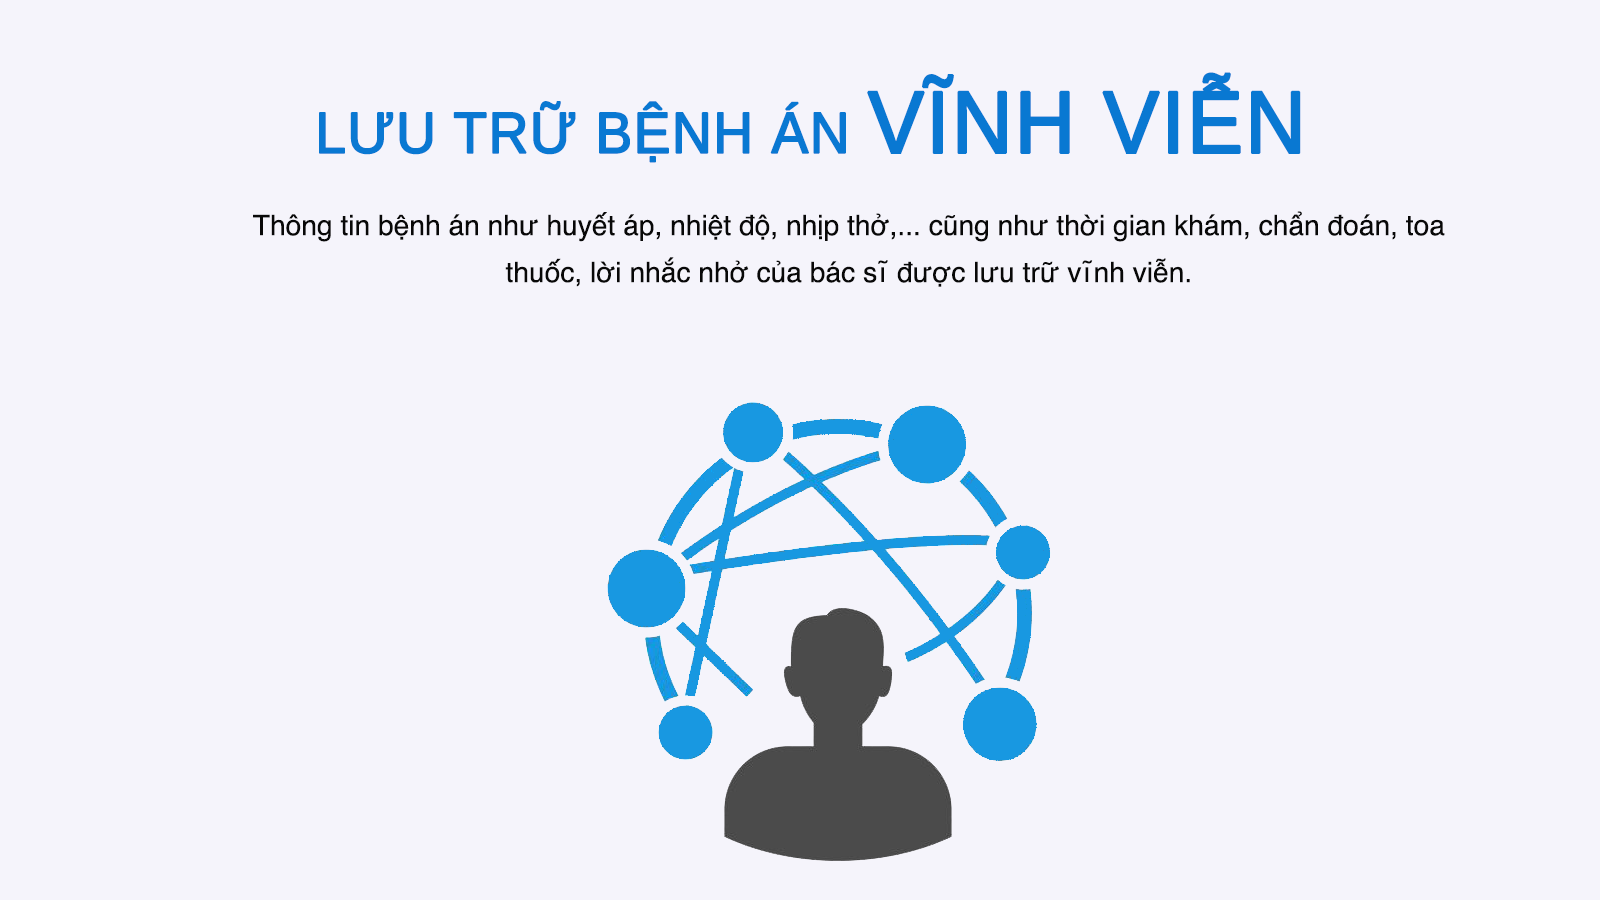 LƯU TRỮ BỆNH ÁN VĨNH VIỄN
Thông tin bệnh án như huyết áp, nhiệt độ, nhịp thở,... cũng như thời gian khám, chẩn đoán, toa
thuốc, lời nhắc nhở của bác sĩ được lưu trữ vĩnh viễn.